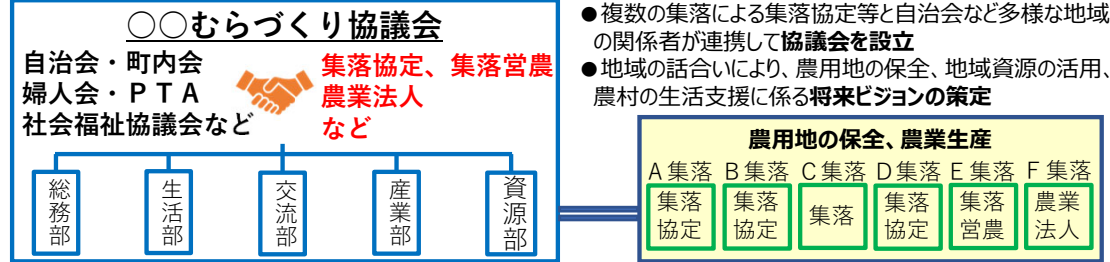 ○○むらづくり協議会
自治会・町内会
婦人会・ＰＴＡ
社会福祉協議会など
集落協定、集落営農
農業法人
など
総務部
生活部
交流部
産業部
資源部
●複数の集落による集落協定等と自治会など多様な地域
の関係者が連携して協議会を設立
●地域の話合いにより、農用地の保全、地域資源の活用、
農村の生活支援に係る将来ビジョンの策定
農用地の保全、農業生産
Ａ集落 Ｂ集落 Ｃ集落 Ｄ集落 Ｅ集落 Ｆ集落
集落協定
集落協定
集落
集落協定
集落営農
農業法人